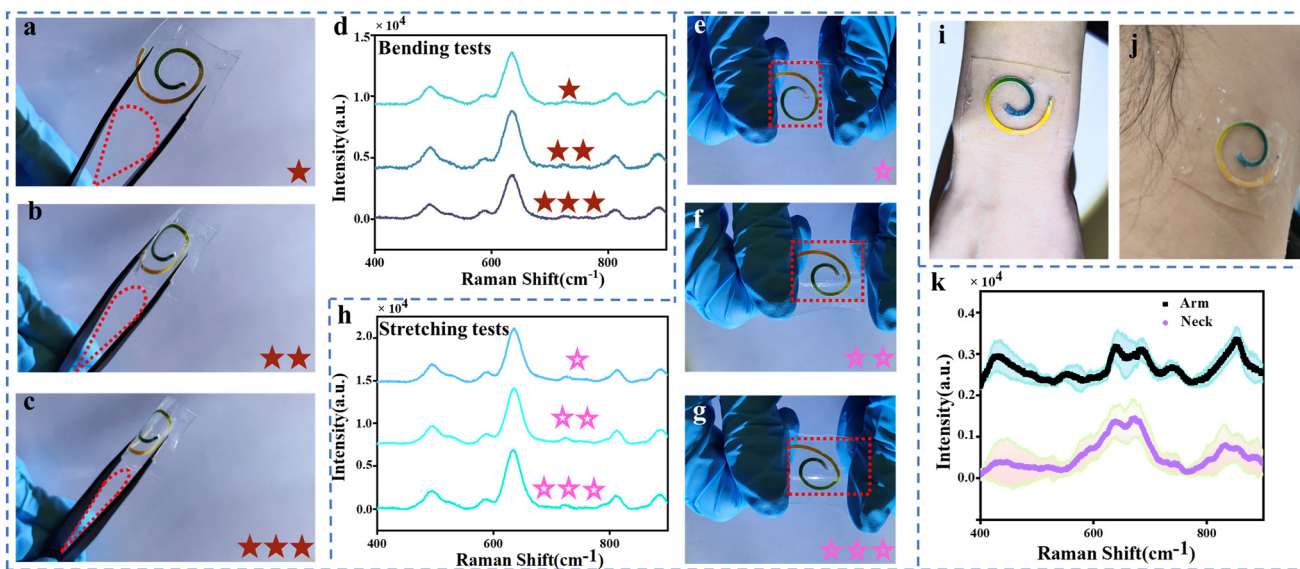 a
b
c
d
× 10⁴
Bending tests
1.5
1.0
0.5
0.0
400
600
800
Intensity(a.u.)
Raman Shift(cm⁻¹)
h
× 10⁴
Stretching tests
2.0
1.5
1.0
0.5
0.0
400
600
800
Intensity(a.u.)
Raman Shift(cm⁻¹)
e
f
g
i
j
k
× 10⁴
Arm
Neck
0.4
0.3
0.2
0.1
0.0
400
600
800
Intensity(a.u.)
Raman Shift(cm⁻¹)